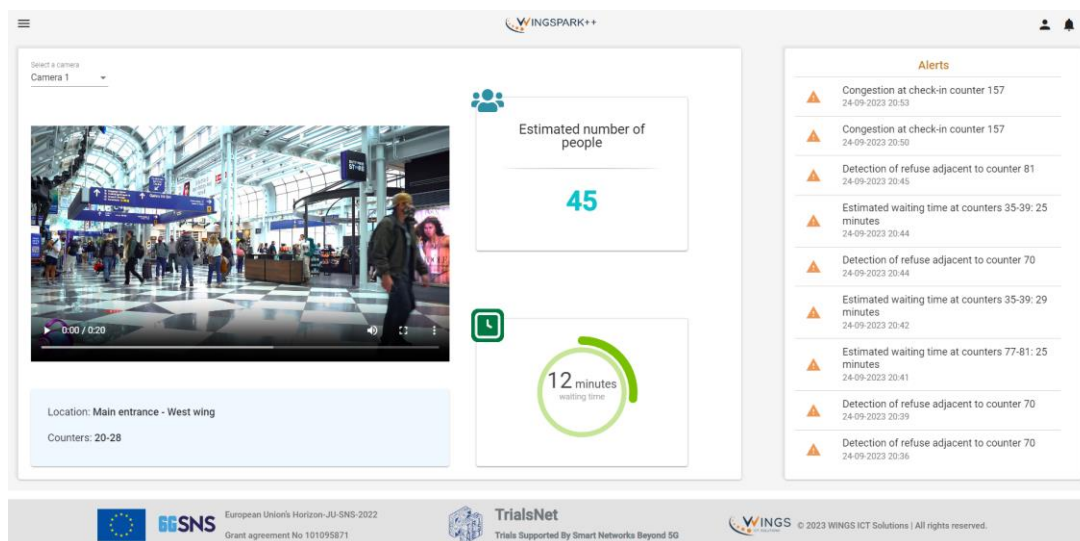 WINGSPARK++
Select a camera
Camera 1
0:00 / 0:20
Location: Main entrance - West wing
Counters: 20-28
Estimated number of
people
45
12 minutes
waiting time
Alerts
Congestion at check-in counter 157
24-09-2023 20:53
Congestion at check-in counter 157
24-09-2023 20:50
Detection of refuse adjacent to counter 81
24-09-2023 20:45
Estimated waiting time at counters 35-39: 25
minutes
24-09-2023 20:44
Detection of refuse adjacent to counter 70
24-09-2023 20:44
Estimated waiting time at counters 35-39: 29
minutes
24-09-2023 20:42
Estimated waiting time at counters 77-81: 25
minutes
24-09-2023 20:41
Detection of refuse adjacent to counter 70
24-09-2023 20:39
Detection of refuse adjacent to counter 70
24-09-2023 20:36
6GSNS
European Union's Horizon-JU-SNS-2022
Grant agreement No 101095871
TrialsNet
Trials Supported By Smart Networks Beyond 5G
WINGS
© 2023 WINGS ICT Solutions | All rights reserved.